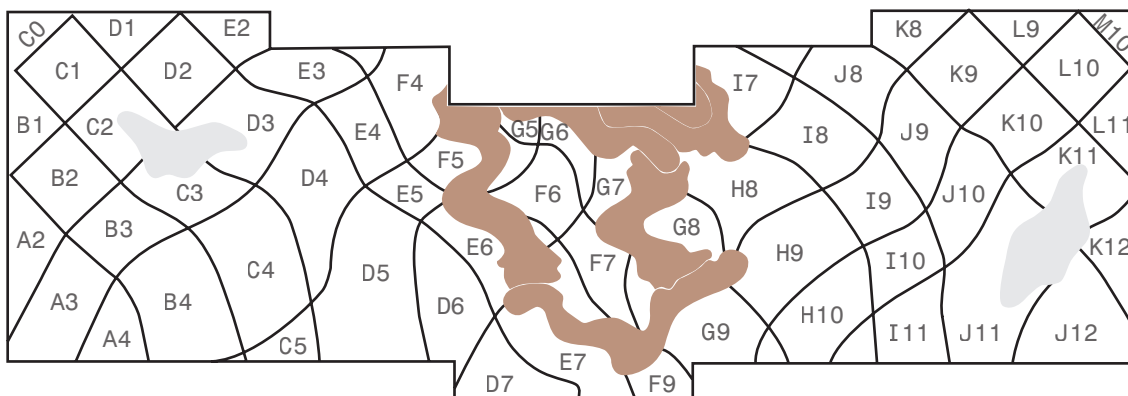 C0 D1 E2 K8 L9 M10
C1 D2 E3 F4 I7 J8 K9 L10
B1 C2 D3 E4 G5 G6 I8 J9 K10 L11
F5 K11
B2 C3 D4 E5 F6 G7 H8 I9 J10
A2 B3 E6 G8 K12
C4 D5 F7 H9 I10
A3 B4 D6 H10
A4 C5 E7 G9 I11 J11 J12
D7 F9